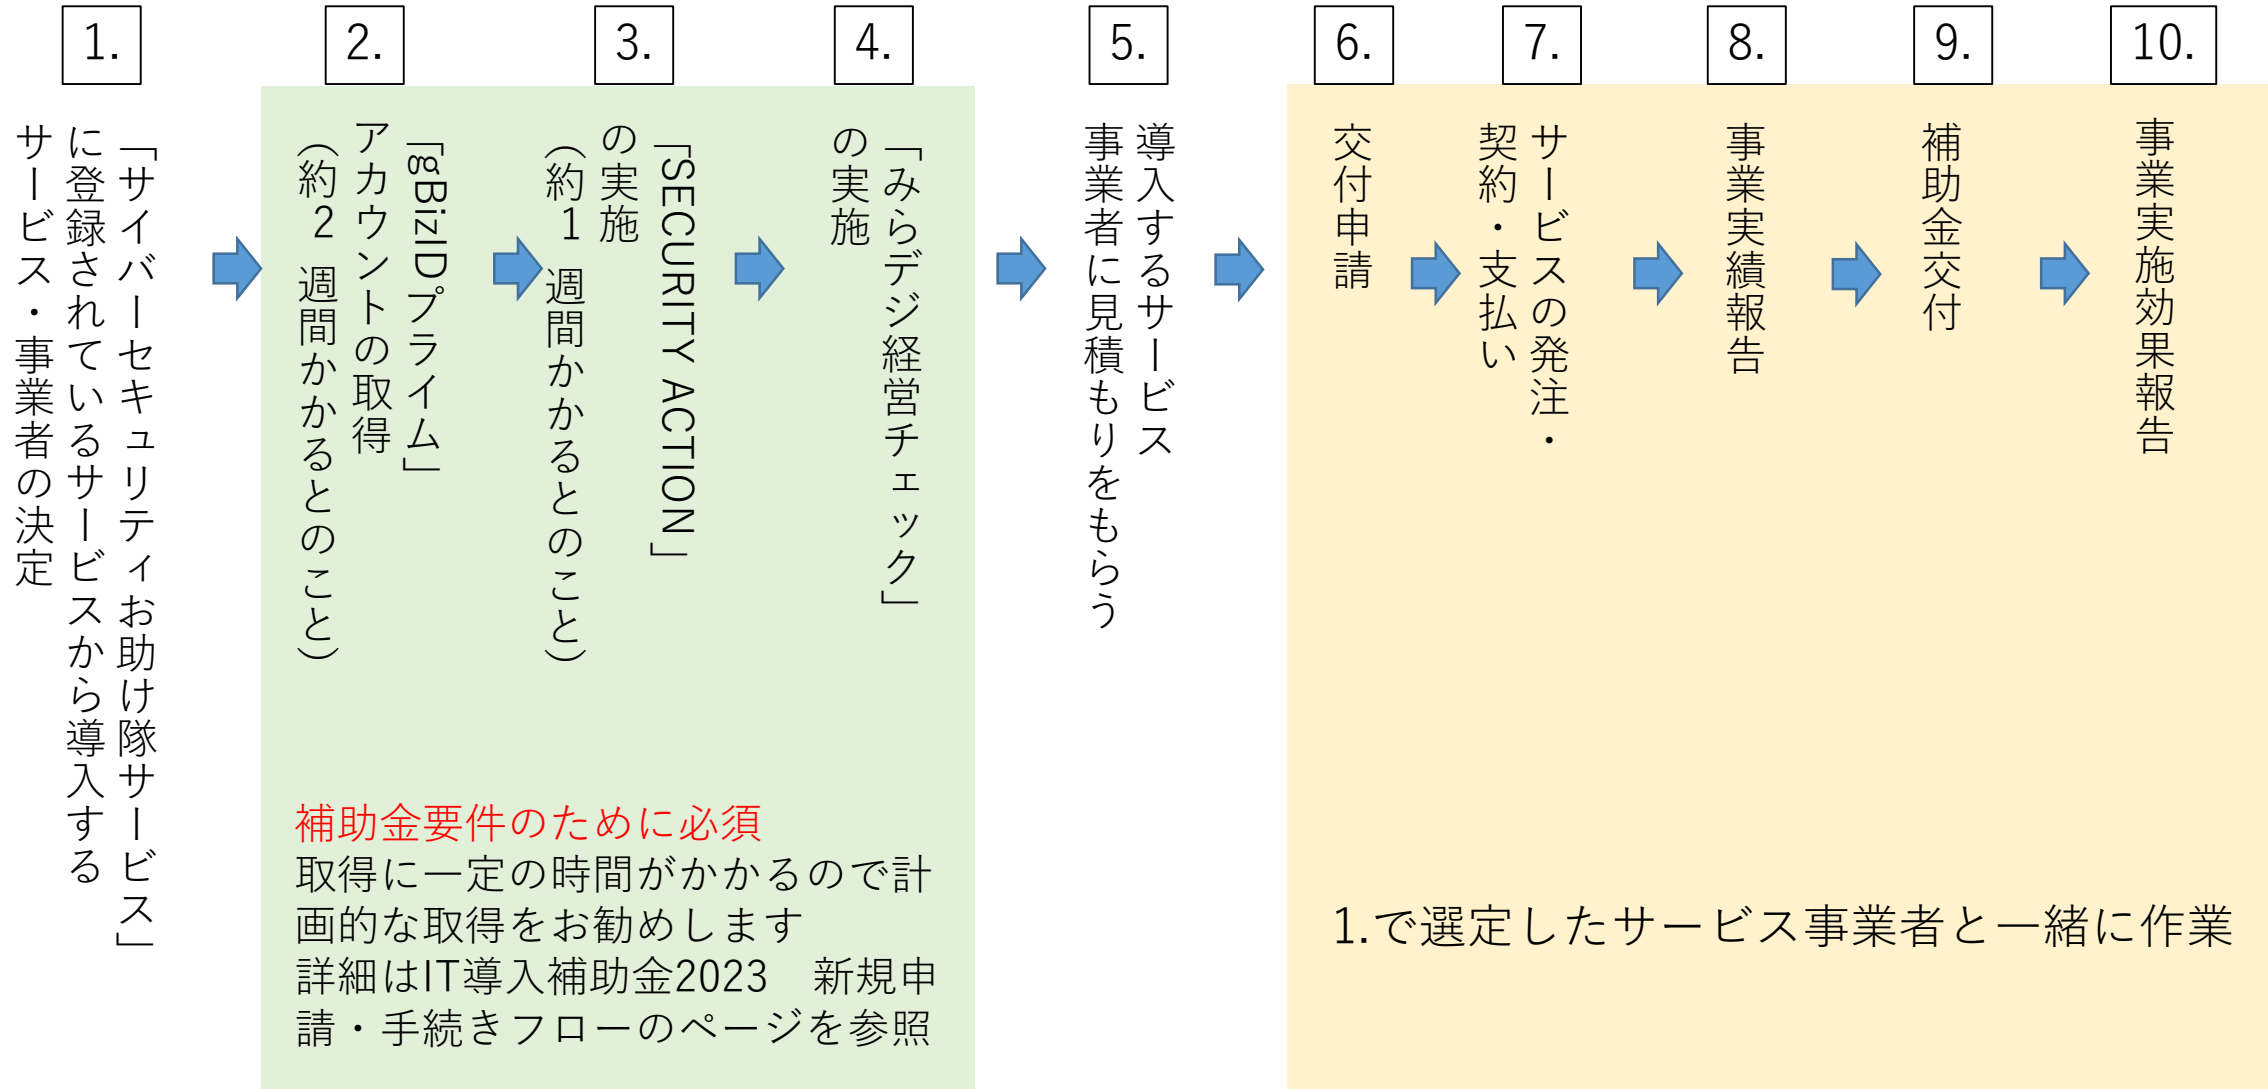 1.
「サイバーセキュリティお助け隊サービス」
に登録されているサービスから導入する
サービス・事業者の決定
2.
「gBizIDプライム」
アカウントの取得
（約２週間かかるとのこと）
3.
「SECURITY ACTION」
の実施
（約１週間かかるとのこと）
4.
「みらデジ経営チェック」
の実施
補助金要件のために必須
取得に一定の時間がかかるので計
画的な取得をお勧めします
詳細はIT導入補助金2023　新規申
請・手続きフローのページを参照
5.
導入するサービス
事業者に見積もりをもらう
6.
交付申請
7.
サービスの発注・
契約・支払い
8.
事業実績報告
9.
補助金交付
10.
事業実施効果報告
1.で選定したサービス事業者と一緒に作業